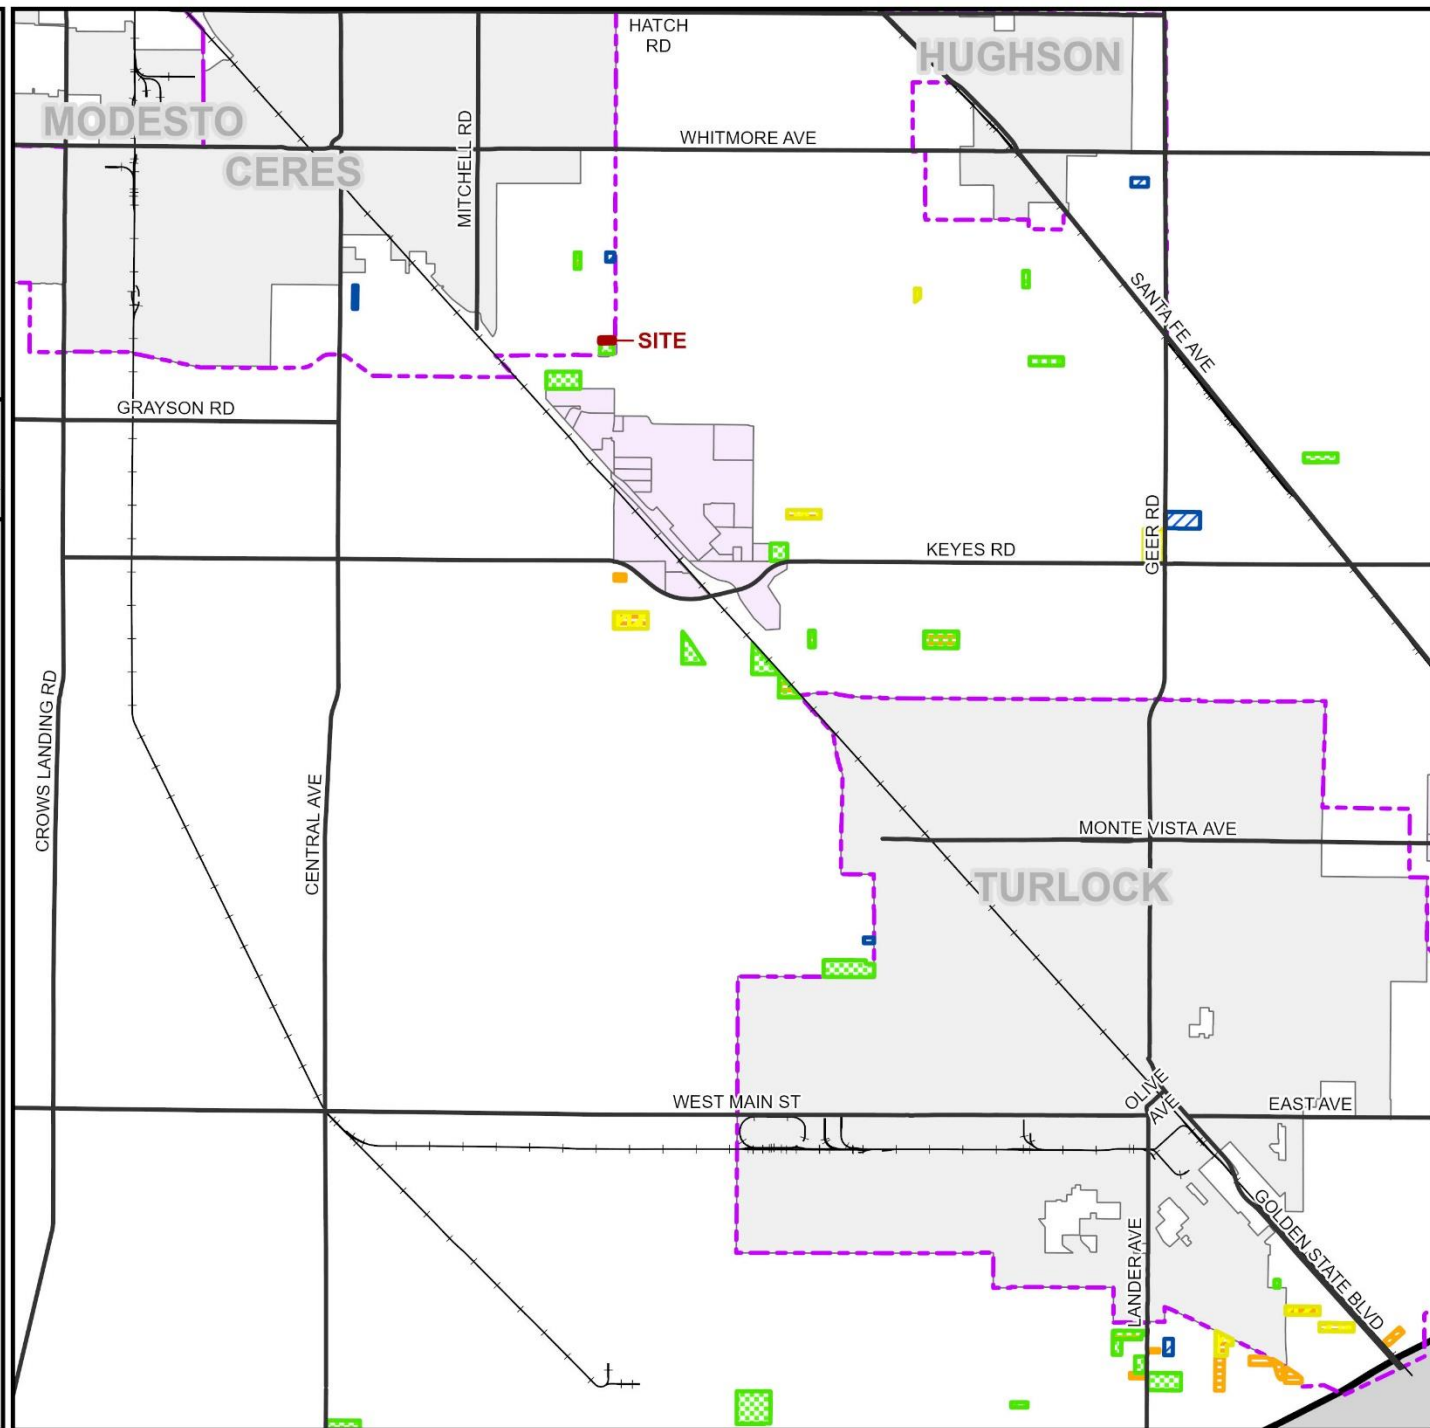 HATCH
RD
HUGHSON
MODESTO
WHITMORE AVE
CERES
MITCHELL RD
SANTA FE AVE
SITE
GRAYSON RD
GEER RD
KEYES RD
CROWS LANDING RD
CENTRAL AVE
MONTE VISTA AVE
TURLOCK
WEST MAIN ST
OLIVE
AVE
EAST AVE
LANDER AVE
GOLDEN STATE BLVD